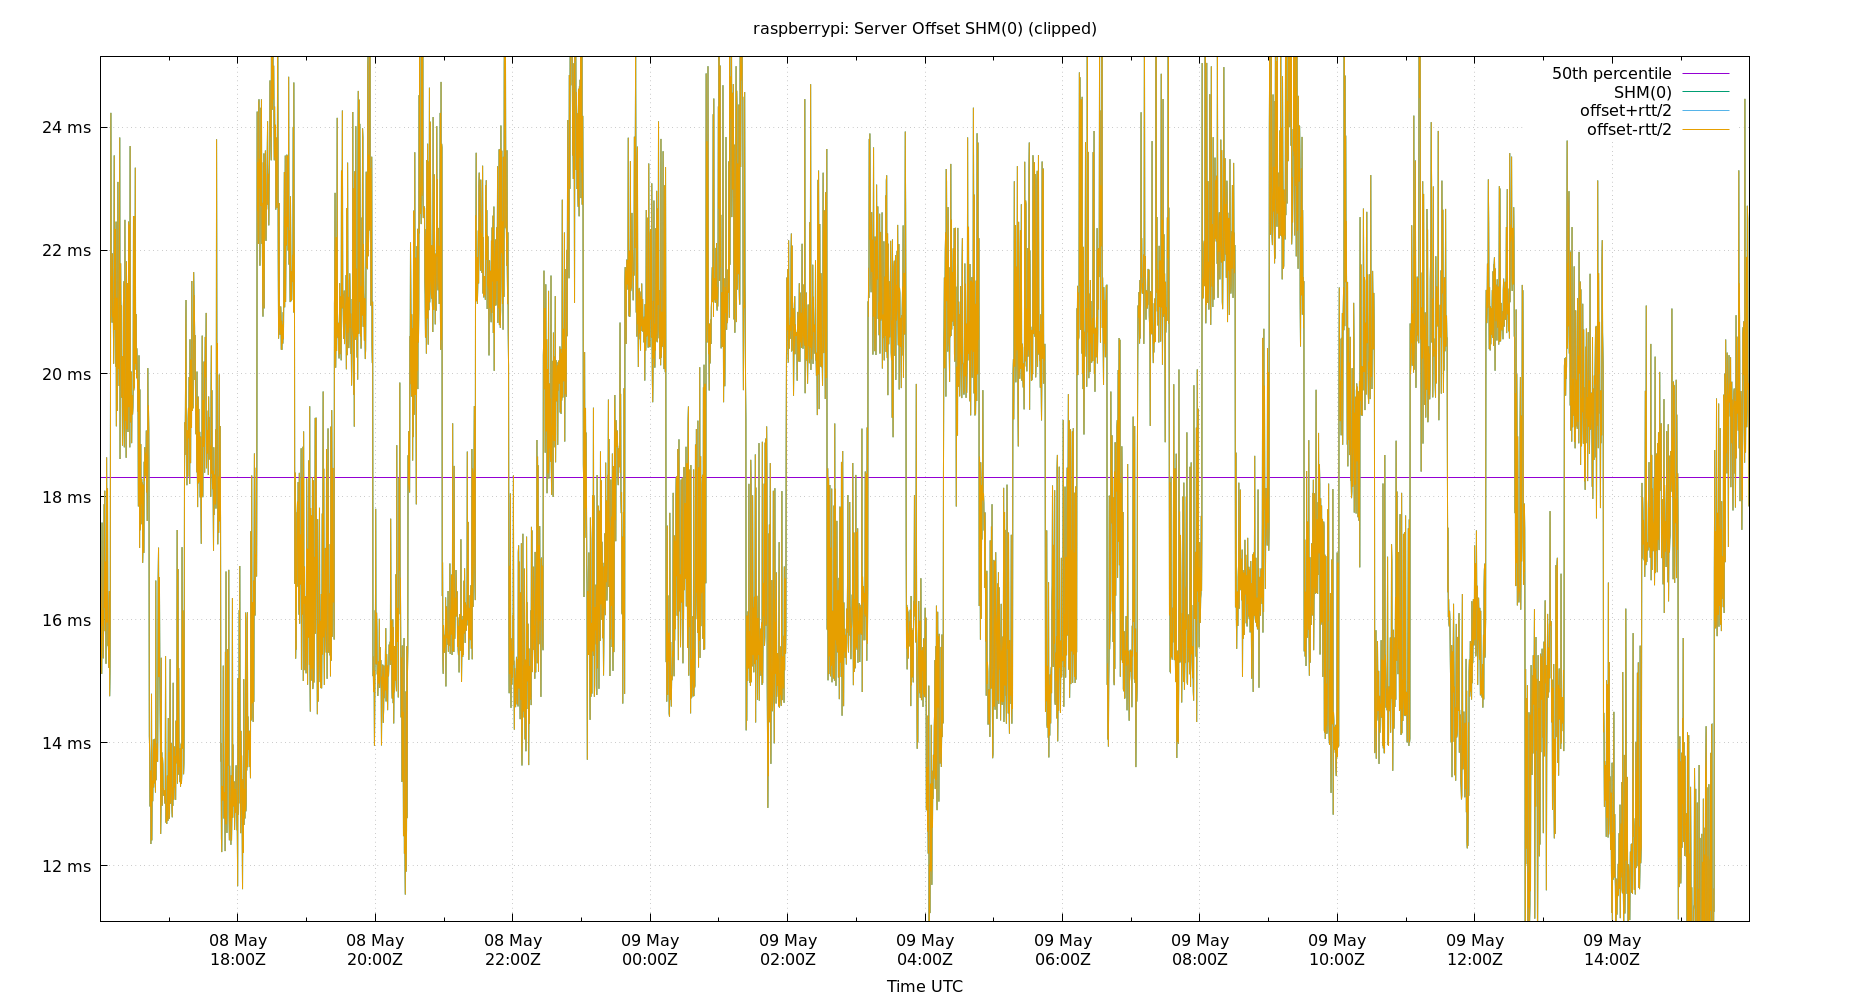 raspberrypi: Server Offset SHM(0) (clipped)
50th percentile
SHM(0)
offset+rtt/2
offset-rtt/2
24 ms
22 ms
20 ms
18 ms
16 ms
14 ms
12 ms
08 May 08 May 08 May 09 May 09 May 09 May 09 May 09 May 09 May 09 May 09 May
18:00Z 20:00Z 22:00Z 00:00Z 02:00Z 04:00Z 06:00Z 08:00Z 10:00Z 12:00Z 14:00Z
Time UTC